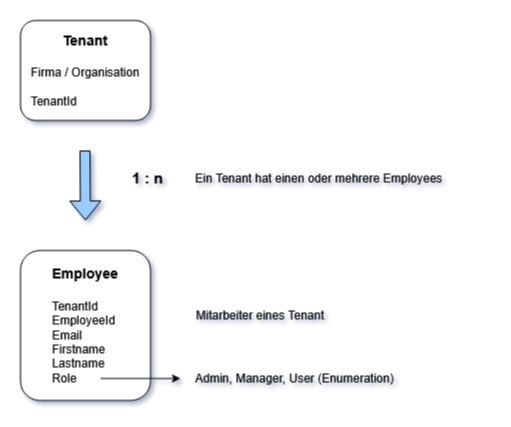 Tenant
Firma / Organisation
TenantId
1 : n
Ein Tenant hat einen oder mehrere Employees
Employee
TenantId
EmployeeId
Email
Firstname
Lastname
Role
Mitarbeiter eines Tenant
Admin, Manager, User (Enumeration)